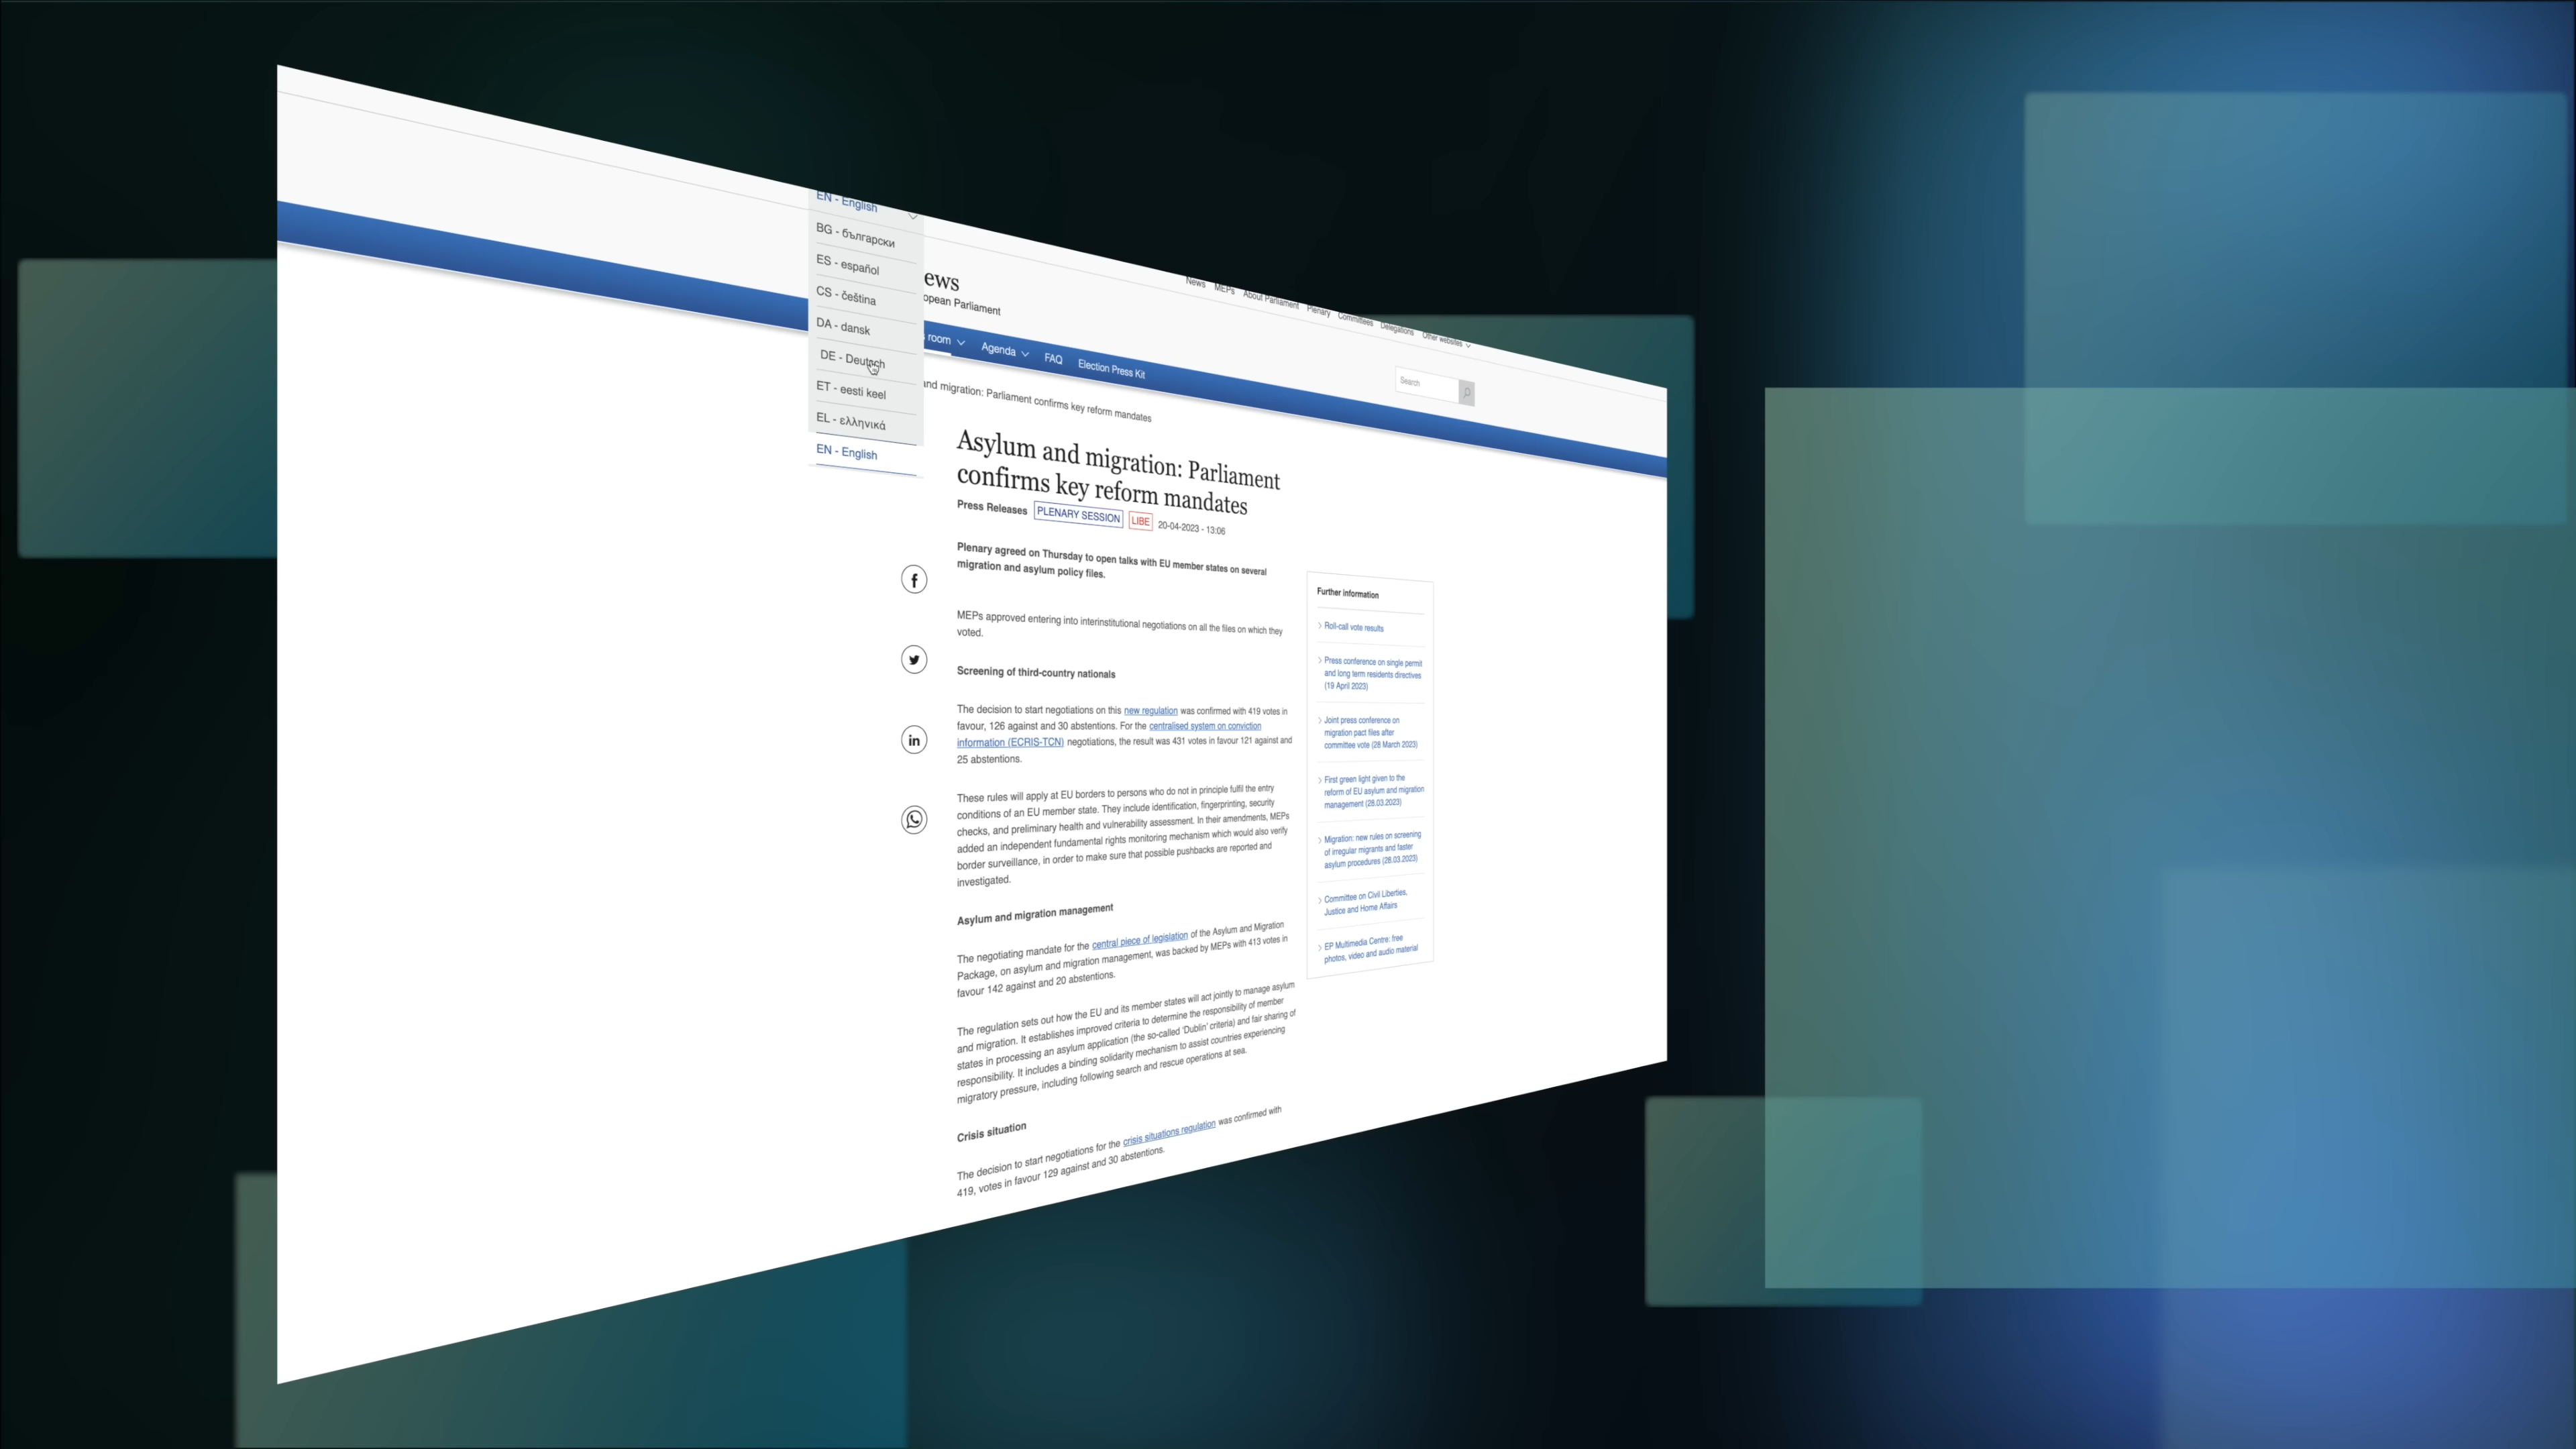 EN - English
BG - български
ES - español
CS - čeština
DA - dansk
DE - Deutsch
ET - eesti keel
EL - ελληνικά
EN - English
ews
opean Parliament
News MEPs About Parliament Plenary Committees Delegations Other websites
room Agenda FAQ Election Press Kit
Search
and migration: Parliament confirms key reform mandates
Asylum and migration: Parliament
confirms key reform mandates
Press Releases PLENARY SESSION LIBE 20-04-2023 - 13:06
Plenary agreed on Thursday to open talks with EU member states on several
migration and asylum policy files.
MEPs approved entering into interinstitutional negotiations on all the files on which they
voted.
Screening of third-country nationals
The decision to start negotiations on this new regulation was confirmed with 419 votes in
favour, 126 against and 30 abstentions. For the centralised system on conviction
information (ECRIS-TCN) negotiations, the result was 431 votes in favour 121 against and
25 abstentions.
These rules will apply at EU borders to persons who do not in principle fulfil the entry
conditions of an EU member state. They include identification, fingerprinting, security
checks, and preliminary health and vulnerability assessment. In their amendments, MEPs
added an independent fundamental rights monitoring mechanism which would also verify
border surveillance, in order to make sure that possible pushbacks are reported and
investigated.
Asylum and migration management
The negotiating mandate for the central piece of legislation of the Asylum and Migration
Package, on asylum and migration management, was backed by MEPs with 413 votes in
favour 142 against and 20 abstentions.
The regulation sets out how the EU and its member states will act jointly to manage asylum
and migration. It establishes improved criteria to determine the responsibility of member
states in processing an asylum application (the so-called 'Dublin' criteria) and fair sharing of
responsibility. It includes a binding solidarity mechanism to assist countries experiencing
migratory pressure, including following search and rescue operations at sea.
Crisis situation
The decision to start negotiations for the crisis situations regulation was confirmed with
419, votes in favour 129 against and 30 abstentions.
Further information
Roll-call vote results
Press conference on single permit
and long term residents directives
(19 April 2023)
Joint press conference on
migration pact files after
committee vote (28 March 2023)
First green light given to the
reform of EU asylum and migration
management (28.03.2023)
Migration: new rules on screening
of irregular migrants and faster
asylum procedures (28.03.2023)
Committee on Civil Liberties,
Justice and Home Affairs
EP Multimedia Centre: free
photos, video and audio material